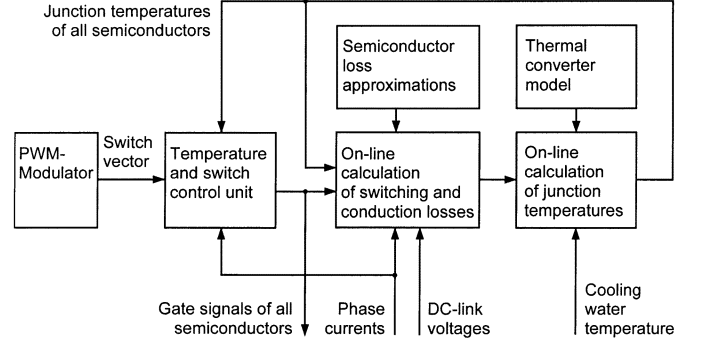 Junction temperatures
of all semiconductors
Semiconductor
loss
approximations
Thermal
converter
model
PWM-
Modulator
Switch
vector
Temperature
and switch
control unit
On-line
calculation
of switching and
conduction losses
On-line
calculation
of junction
temperatures
Gate signals of all
semiconductors
Phase
currents
DC-link
voltages
Cooling
water
temperature